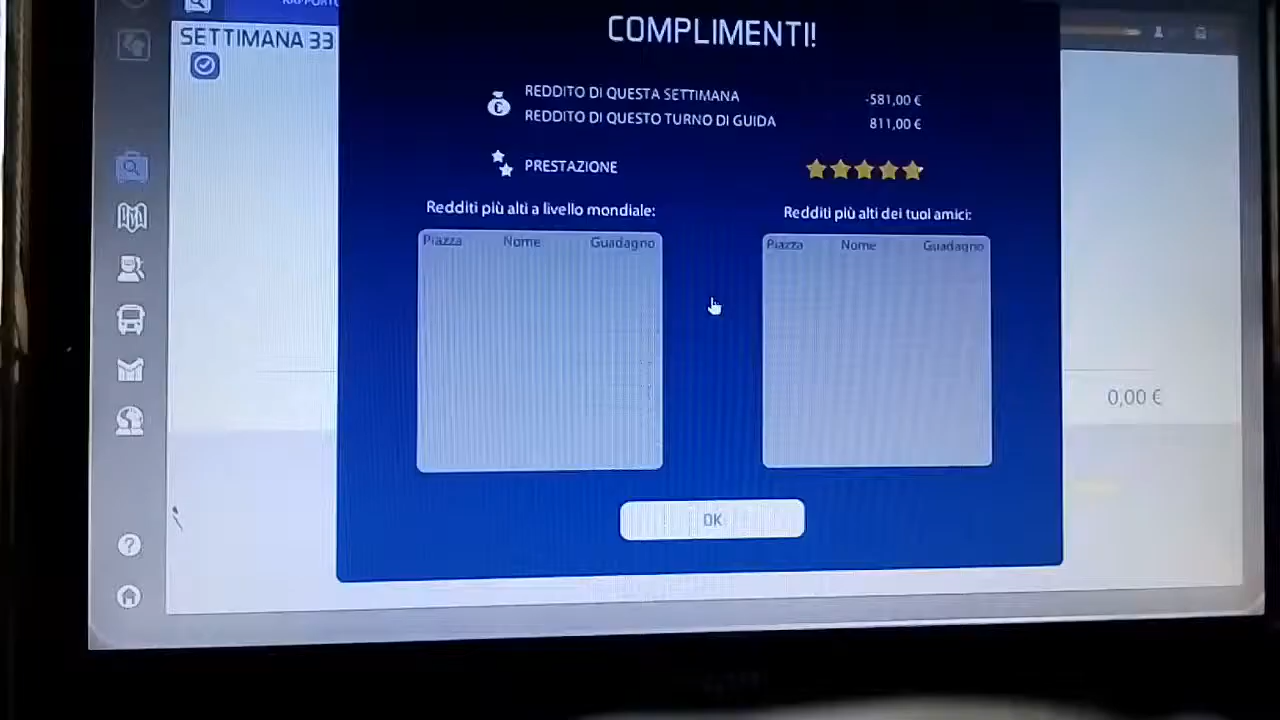 COMPLIMENTI!
SETTIMANA 33
REDDITO DI QUESTA SETTIMANA -581,00 €
REDDITO DI QUESTO TURNO DI GUIDA 811,00 €
PRESTAZIONE
Redditi più alti a livello mondiale:
Redditi più alti dei tuoi amici:
Piazza Nome Guadagno
Piazza Nome Guadagno
0,00 €
OK